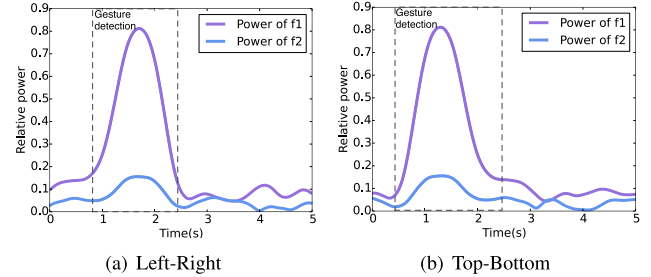 0.9
0.8
0.7
0.6
0.5
0.4
0.3
0.2
0.1
0.0
Relative power
Gesture
detection
Power of f1
Power of f2
0 1 2 3 4 5
Time(s)
(a) Left-Right
0.9
0.8
0.7
0.6
0.5
0.4
0.3
0.2
0.1
0.0
Relative power
Gesture
detection
Power of f1
Power of f2
0 1 2 3 4 5
Time(s)
(b) Top-Bottom